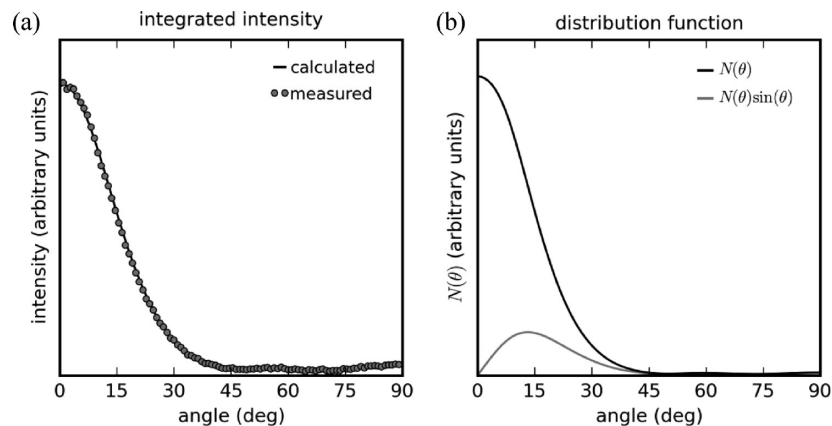 (a)
integrated intensity
calculated
measured
intensity (arbitrary units)
0 15 30 45 60 75 90
angle (deg)
(b)
distribution function
N(θ)
N(θ)sin(θ)
N(θ) (arbitrary units)
0 15 30 45 60 75 90
angle (deg)